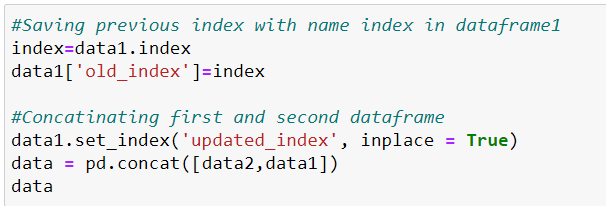 #Saving previous index with name index in dataframe1
index=data1.index
data1['old_index']=index
#Concatinating first and second dataframe
data1.set_index('updated_index', inplace = True)
data = pd.concat([data2,data1])
data